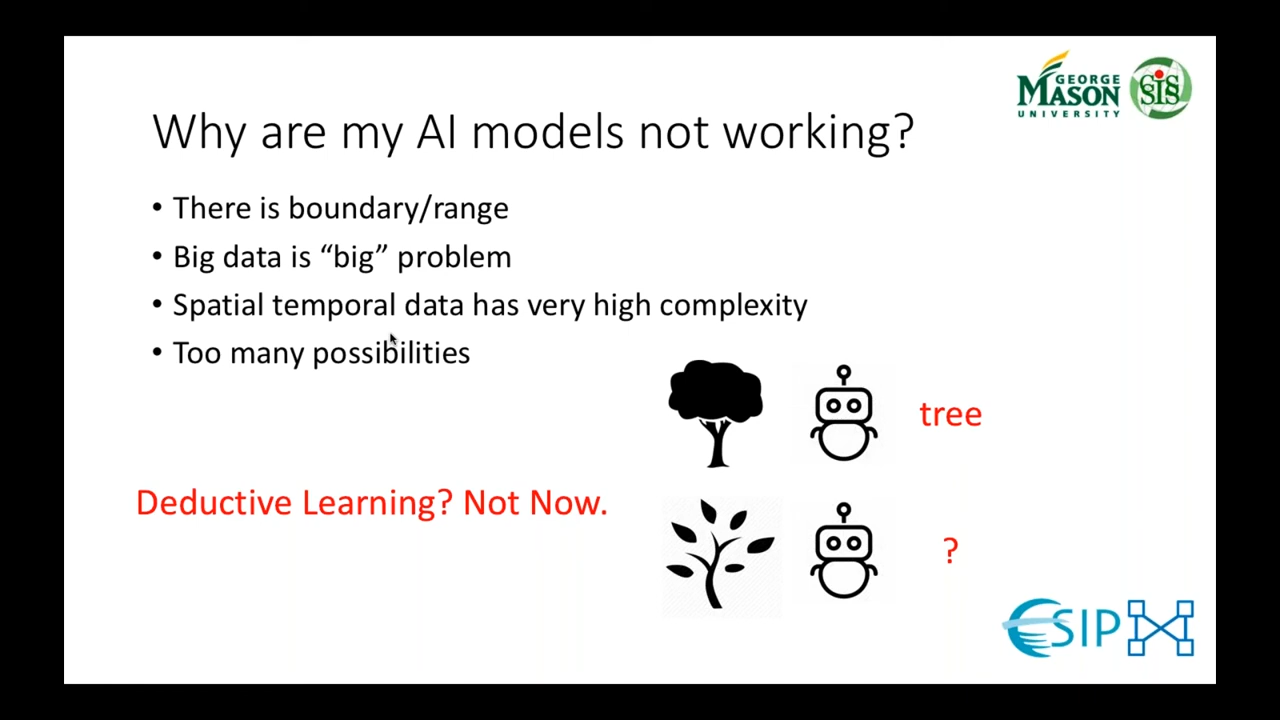 GEORGE
MASON
UNIVERSITY
SIS
Why are my AI models not working?
• There is boundary/range
• Big data is “big” problem
• Spatial temporal data has very high complexity
• Too many possibilities
tree
Deductive Learning? Not Now.
?
ESIP